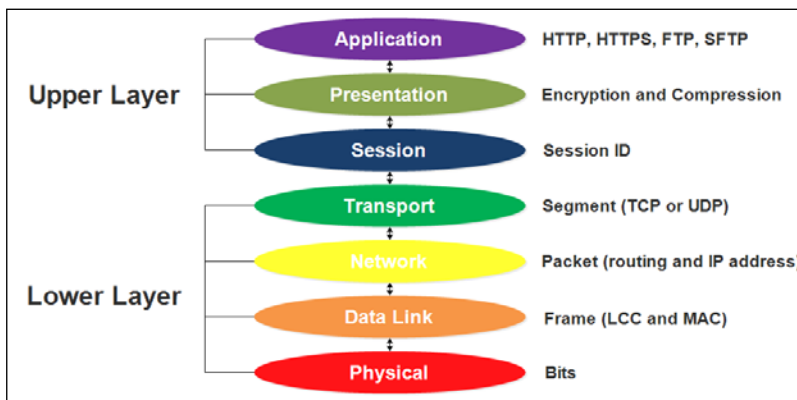 Application HTTP, HTTPS, FTP, SFTP
Upper Layer Presentation Encryption and Compression
Session Session ID
Transport Segment (TCP or UDP)
Network Packet (routing and IP address)
Lower Layer
Data Link Frame (LCC and MAC)
Physical Bits